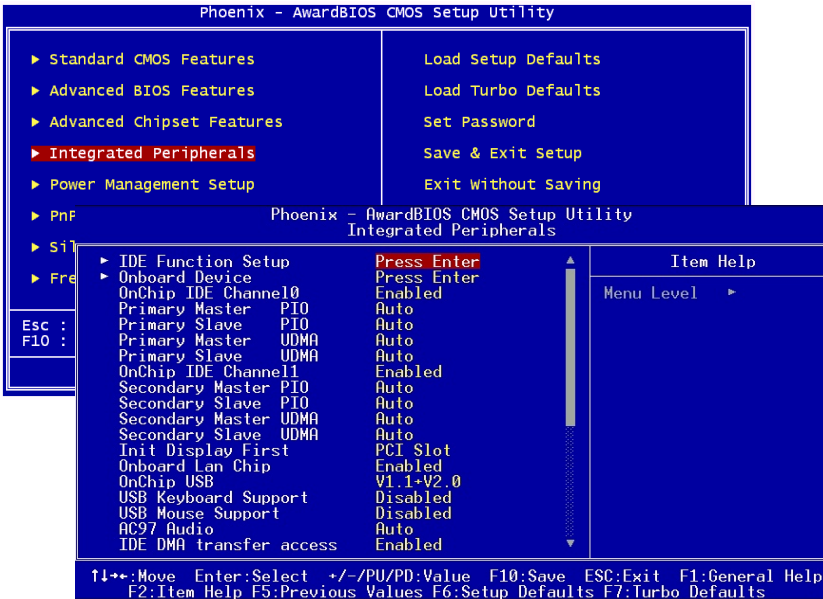 Phoenix - AwardBIOS CMOS Setup Utility
▶ Standard CMOS Features
▶ Advanced BIOS Features
▶ Advanced Chipset Features
▶ Integrated Peripherals
▶ Power Management Setup
▶ PnP
▶ Sil
▶ Fre
Load Setup Defaults
Load Turbo Defaults
Set Password
Save & Exit Setup
Exit Without Saving
Esc :
F10 :
Phoenix - AwardBIOS CMOS Setup Utility
Integrated Peripherals
▶ IDE Function Setup Press Enter
▶ Onboard Device Press Enter
OnChip IDE Channel0 Enabled
Primary Master PIO Auto
Primary Slave PIO Auto
Primary Master UDMA Auto
Primary Slave UDMA Auto
OnChip IDE Channel1 Enabled
Secondary Master PIO Auto
Secondary Slave PIO Auto
Secondary Master UDMA Auto
Secondary Slave UDMA Auto
Init Display First PCI Slot
Onboard Lan Chip Enabled
OnChip USB V1.1+V2.0
USB Keyboard Support Disabled
USB Mouse Support Disabled
AC97 Audio Auto
IDE DMA transfer access Enabled
Item Help
Menu Level ▶
↑↓→←:Move Enter:Select +/-/PU/PD:Value F10:Save ESC:Exit F1:General Help
F2:Item Help F5:Previous Values F6:Setup Defaults F7:Turbo Defaults